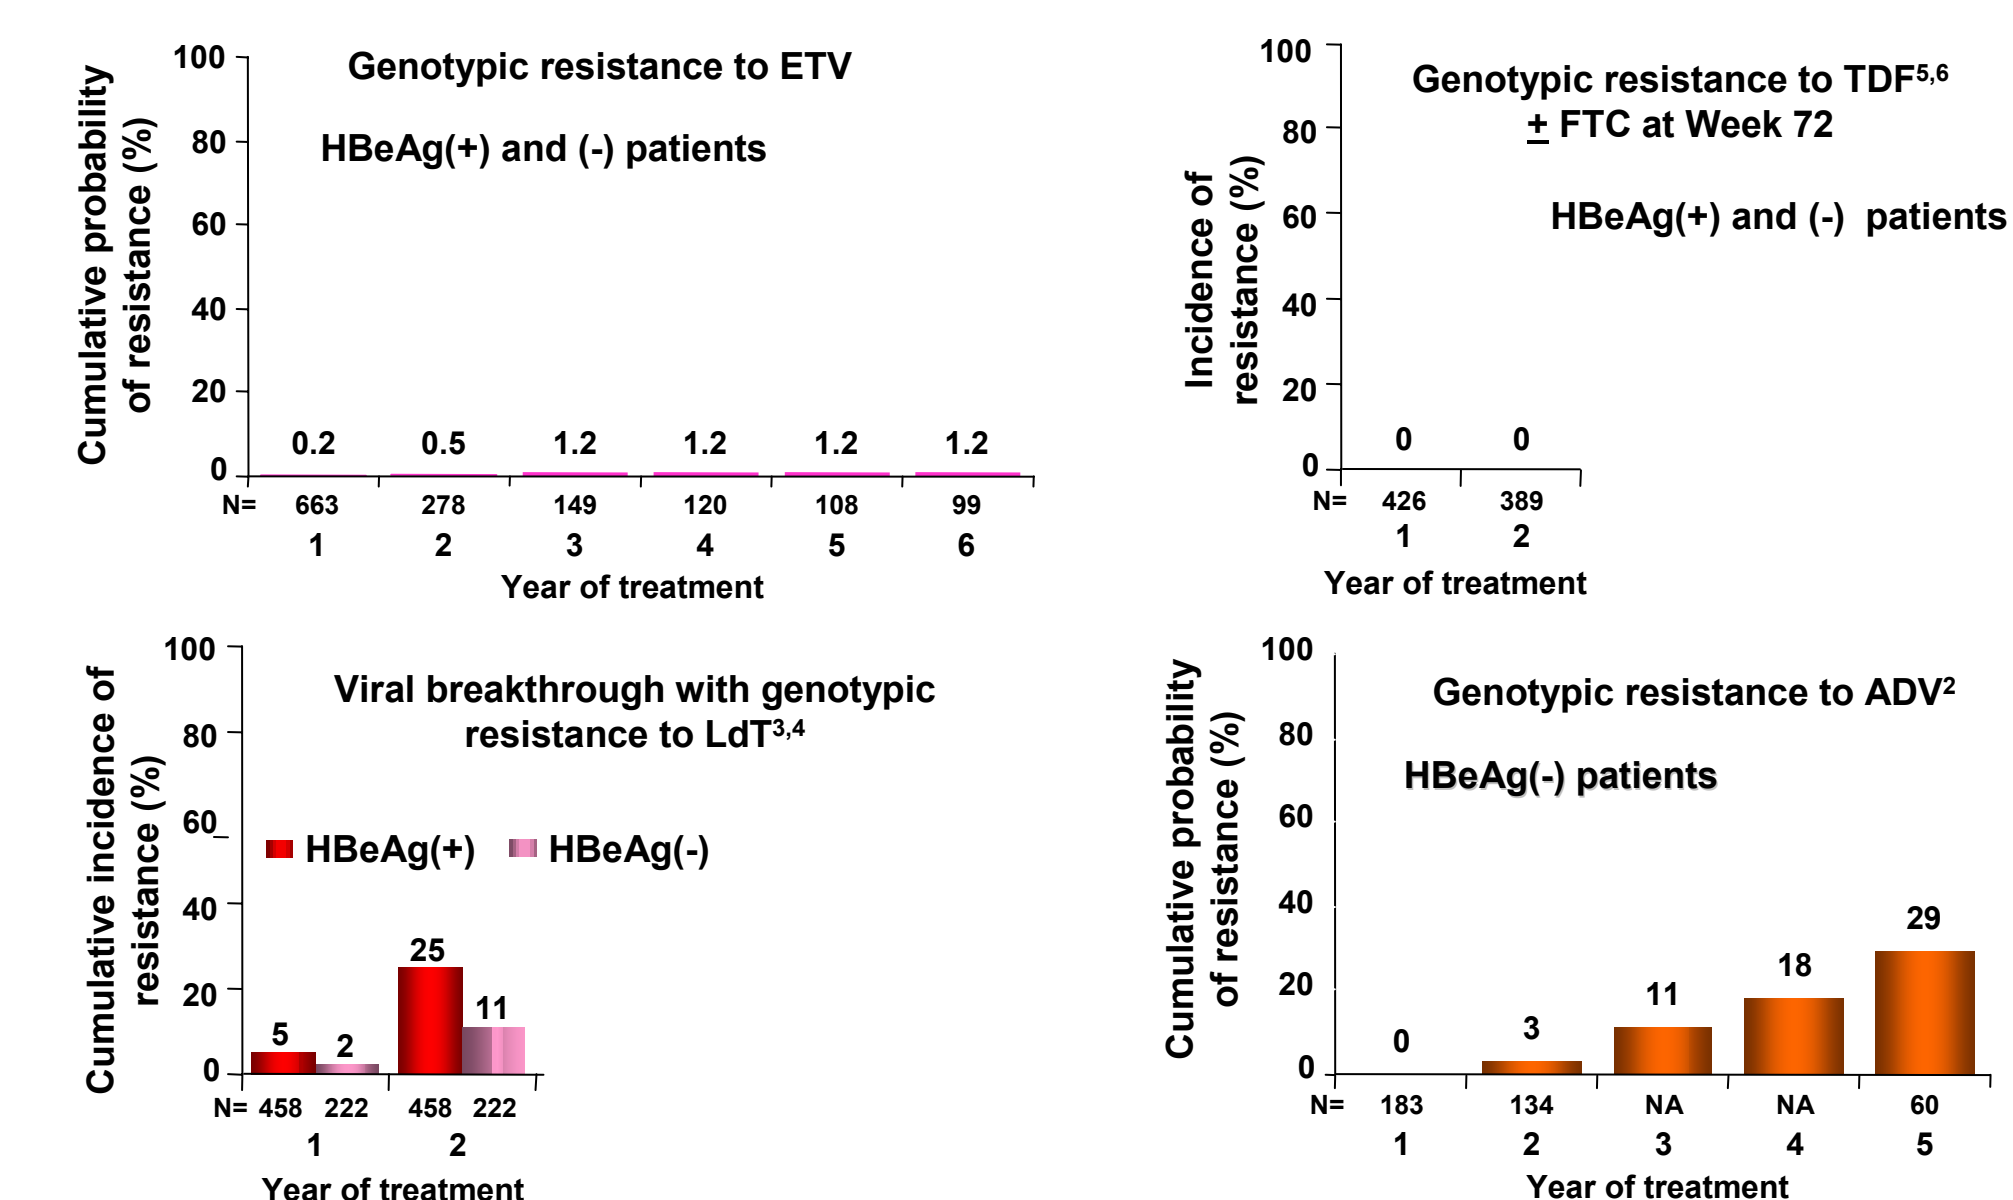 Genotypic resistance to ETV
HBeAg(+) and (-) patients
Cumulative probability
of resistance (%)
100
80
60
40
20
0
0.2 0.5 1.2 1.2 1.2 1.2
N= 663 278 149 120 108 99
1 2 3 4 5 6
Year of treatment
Genotypic resistance to TDF5,6
± FTC at Week 72
HBeAg(+) and (-) patients
Incidence of
resistance (%)
100
80
60
40
20
0
0 0
N= 426 389
1 2
Year of treatment
Viral breakthrough with genotypic
resistance to LdT3,4
HBeAg(+) HBeAg(-)
Cumulative incidence of
resistance (%)
100
80
60
40
20
0
5 2 25 11
N= 458 222 458 222
1 2
Year of treatment
Genotypic resistance to ADV2
HBeAg(-) patients
Cumulative probability
of resistance (%)
100
80
60
40
20
0
0 3 11 18 29
N= 183 134 NA NA 60
1 2 3 4 5
Year of treatment